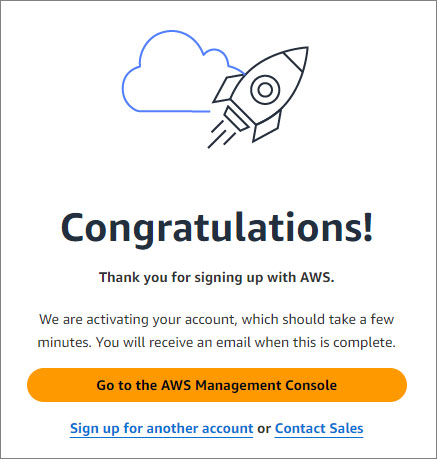 Congratulations!
Thank you for signing up with AWS.
We are activating your account, which should take a few
minutes. You will receive an email when this is complete.
Go to the AWS Management Console
Sign up for another account or Contact Sales